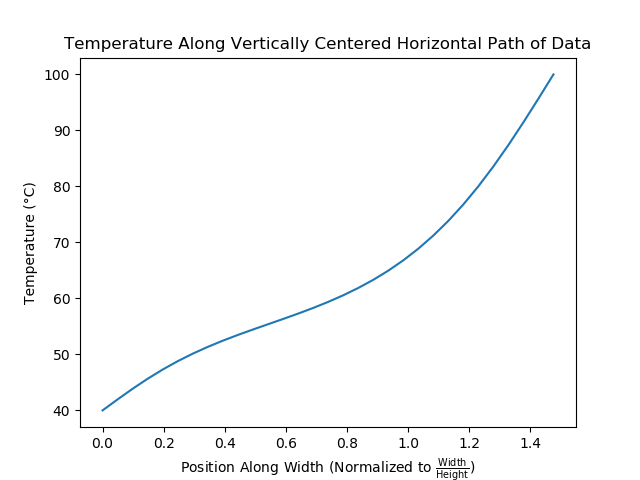 Temperature Along Vertically Centered Horizontal Path of Data
Temperature (°C)
100
90
80
70
60
50
40
0.0 0.2 0.4 0.6 0.8 1.0 1.2 1.4
Position Along Width (Normalized to Width/Height)